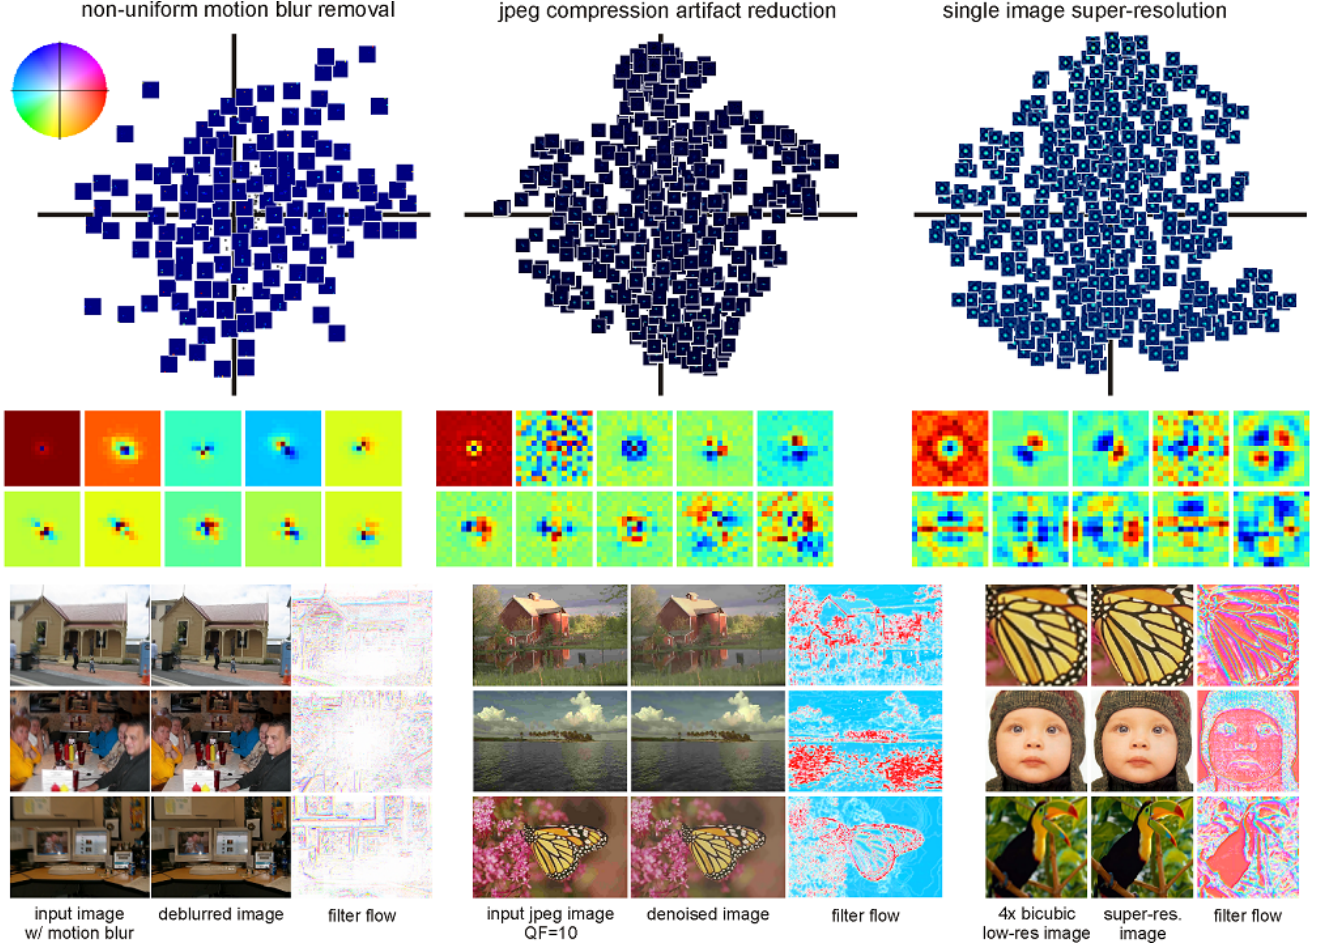 non-uniform motion blur removal
jpeg compression artifact reduction
single image super-resolution
input image
w/ motion blur
deblurred image
filter flow
input jpeg image
QF=10
denoised image
filter flow
4x bicubic
low-res image
super-res.
image
filter flow